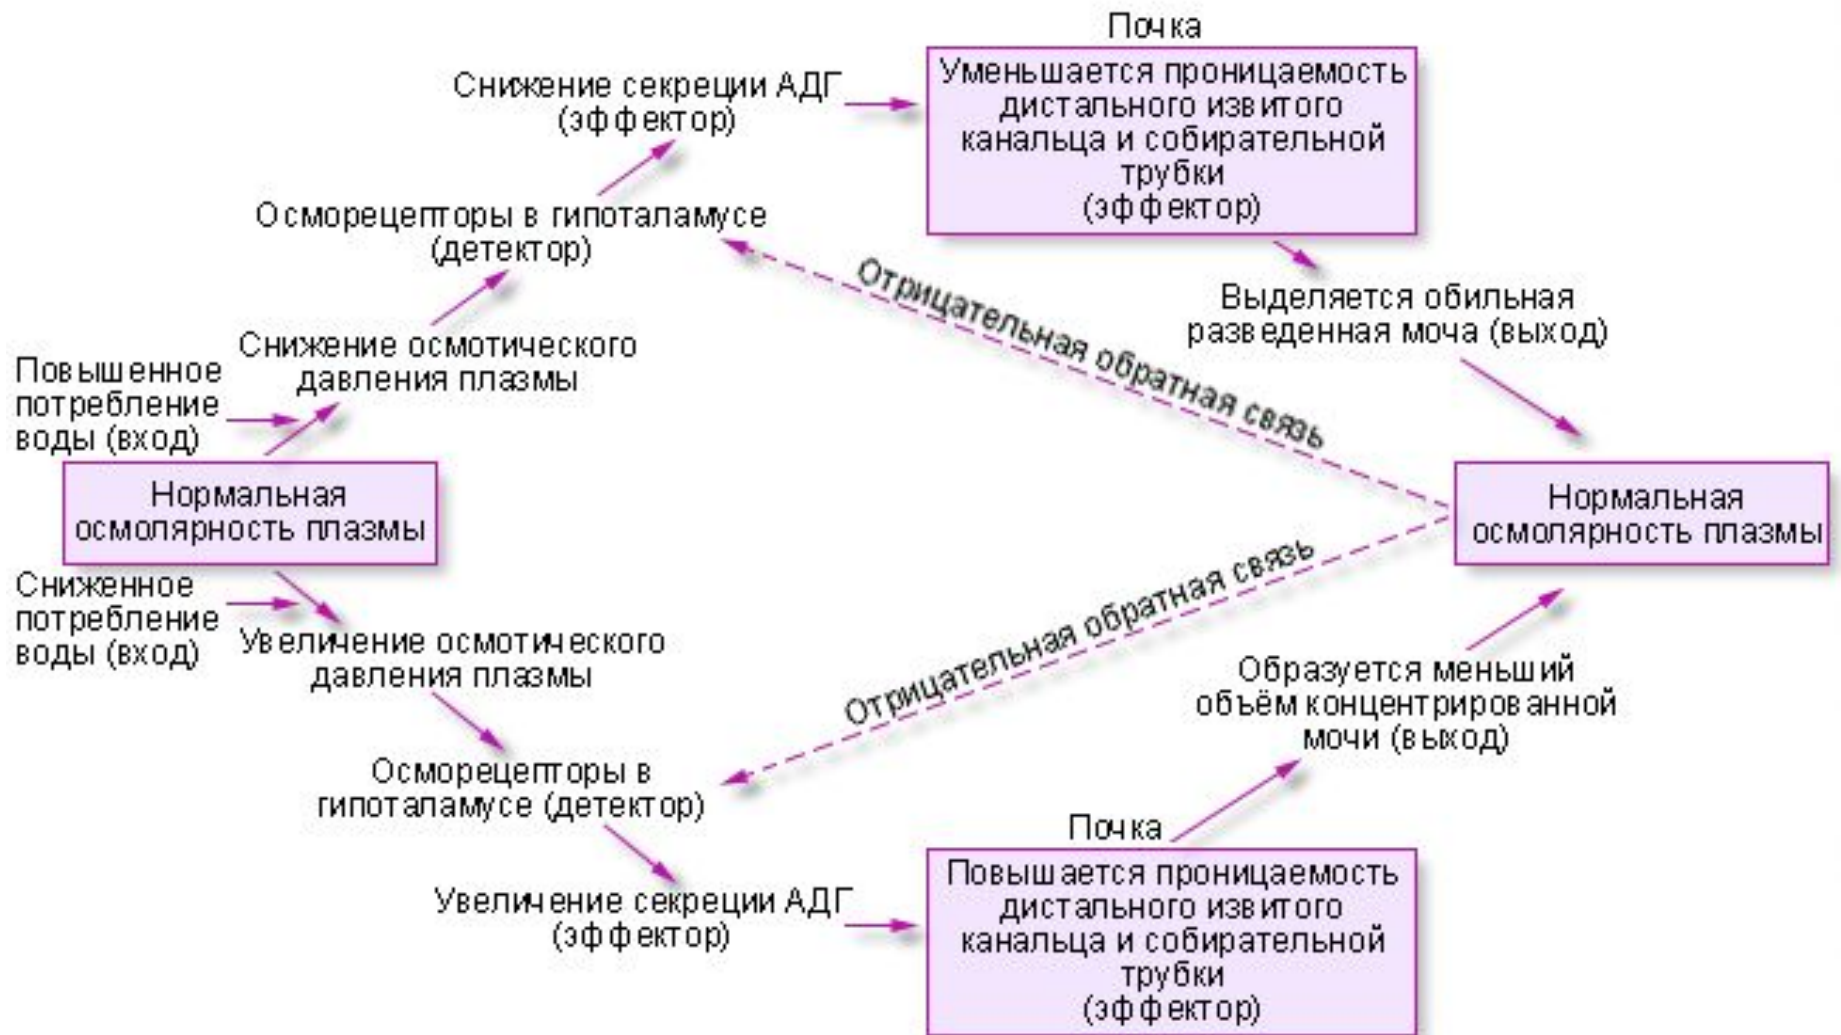 Почка
Уменьшается проницаемость
дистального извитого
канальца и собирательной
трубки
(эффектор)
Снижение секреции АДГ
(эффектор)
Осморецепторы в гипоталамусе
(детектор)
Отрицательная обратная связь
Выделяется обильная
разведенная моча (выход)
Снижение осмотического
давления плазмы
Повышенное
потребление
воды (вход)
Нормальная
осмолярность плазмы
Нормальная
осмолярность плазмы
Сниженное
потребление
воды (вход)
Увеличение осмотического
давления плазмы
Отрицательная обратная связь
Образуется меньший
объём концентрированной
мочи (выход)
Осморецепторы в
гипоталамусе (детектор)
Почка
Увеличение секреции АДГ
(эффектор)
Повышается проницаемость
дистального извитого
канальца и собирательной
трубки
(эффектор)